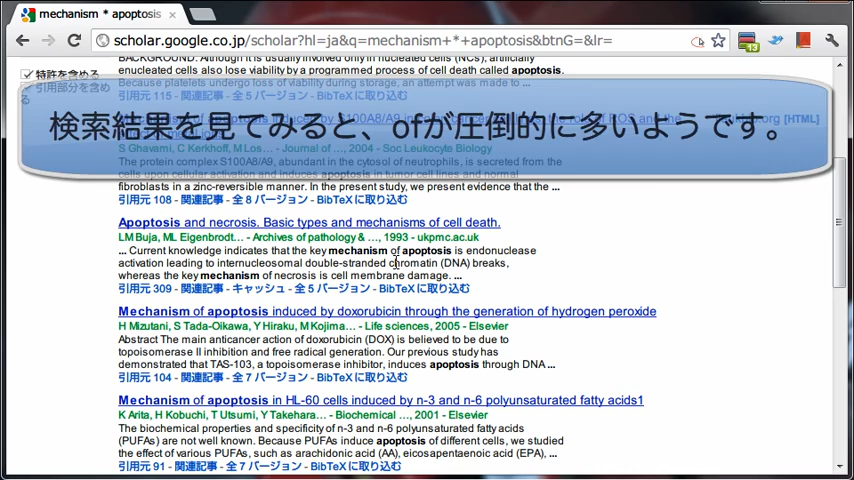 mechanism * apoptosis
scholar.google.co.jp/scholar?hl=ja&q=mechanism+*+apoptosis&btnG=&lr=
13
特許を含める
引用部分を含める
BACKGROUND: Although it is usually involved only in nucleated cells (NCs), artificially
enucleated cells also lose viability by a programmed process of cell death called apoptosis.
Because platelets undergo loss of viability during storage, an attempt was made to ...
引用元 115 - 関連記事 - 全 5 バージョン - BibTeX に取り込む
検索結果を見てみると、ofが圧倒的に多いようです。
[HTML]
S Ghavami, C Kerkhoff, M Los... - Journal of ..., 2004 - Soc Leukocyte Biology
The protein complex S100A8/A9, abundant in the cytosol of neutrophils, is secreted from the
cells upon cellular activation and induces apoptosis in tumor cell lines and normal
fibroblasts in a zinc-reversible manner. In the present study, we present evidence that the ...
引用元 108 - 関連記事 - 全 8 バージョン - BibTeX に取り込む
Apoptosis and necrosis. Basic types and mechanisms of cell death.
LM Buja, ML Eigenbrodt... - Archives of pathology & ..., 1993 - ukpmc.ac.uk
... Current knowledge indicates that the key mechanism of apoptosis is endonuclease
activation leading to internucleosomal double-stranded chromatin (DNA) breaks,
whereas the key mechanism of necrosis is cell membrane damage. ...
引用元 309 - 関連記事 - キャッシュ - 全 5 バージョン - BibTeX に取り込む
Mechanism of apoptosis induced by doxorubicin through the generation of hydrogen peroxide
H Mizutani, S Tada-Oikawa, Y Hiraku, M Kojima... - Life sciences, 2005 - Elsevier
Abstract The main anticancer action of doxorubicin (DOX) is believed to be due to
topoisomerase II inhibition and free radical generation. Our previous study has
demonstrated that TAS-103, a topoisomerase inhibitor, induces apoptosis through DNA ...
引用元 104 - 関連記事 - 全 7 バージョン - BibTeX に取り込む
Mechanism of apoptosis in HL-60 cells induced by n-3 and n-6 polyunsaturated fatty acids1
K Arita, H Kobuchi, T Utsumi, Y Takehara... - Biochemical ..., 2001 - Elsevier
The biochemical properties and specificity of n-3 and n-6 polyunsaturated fatty acids
(PUFAs) are not well known. Because PUFAs induce apoptosis of different cells, we studied
the effect of various PUFAs, such as arachidonic acid (AA), eicosapentaenoic acid (EPA), ...
引用元 91 - 関連記事 - 全 7 バージョン - BibTeX に取り込む